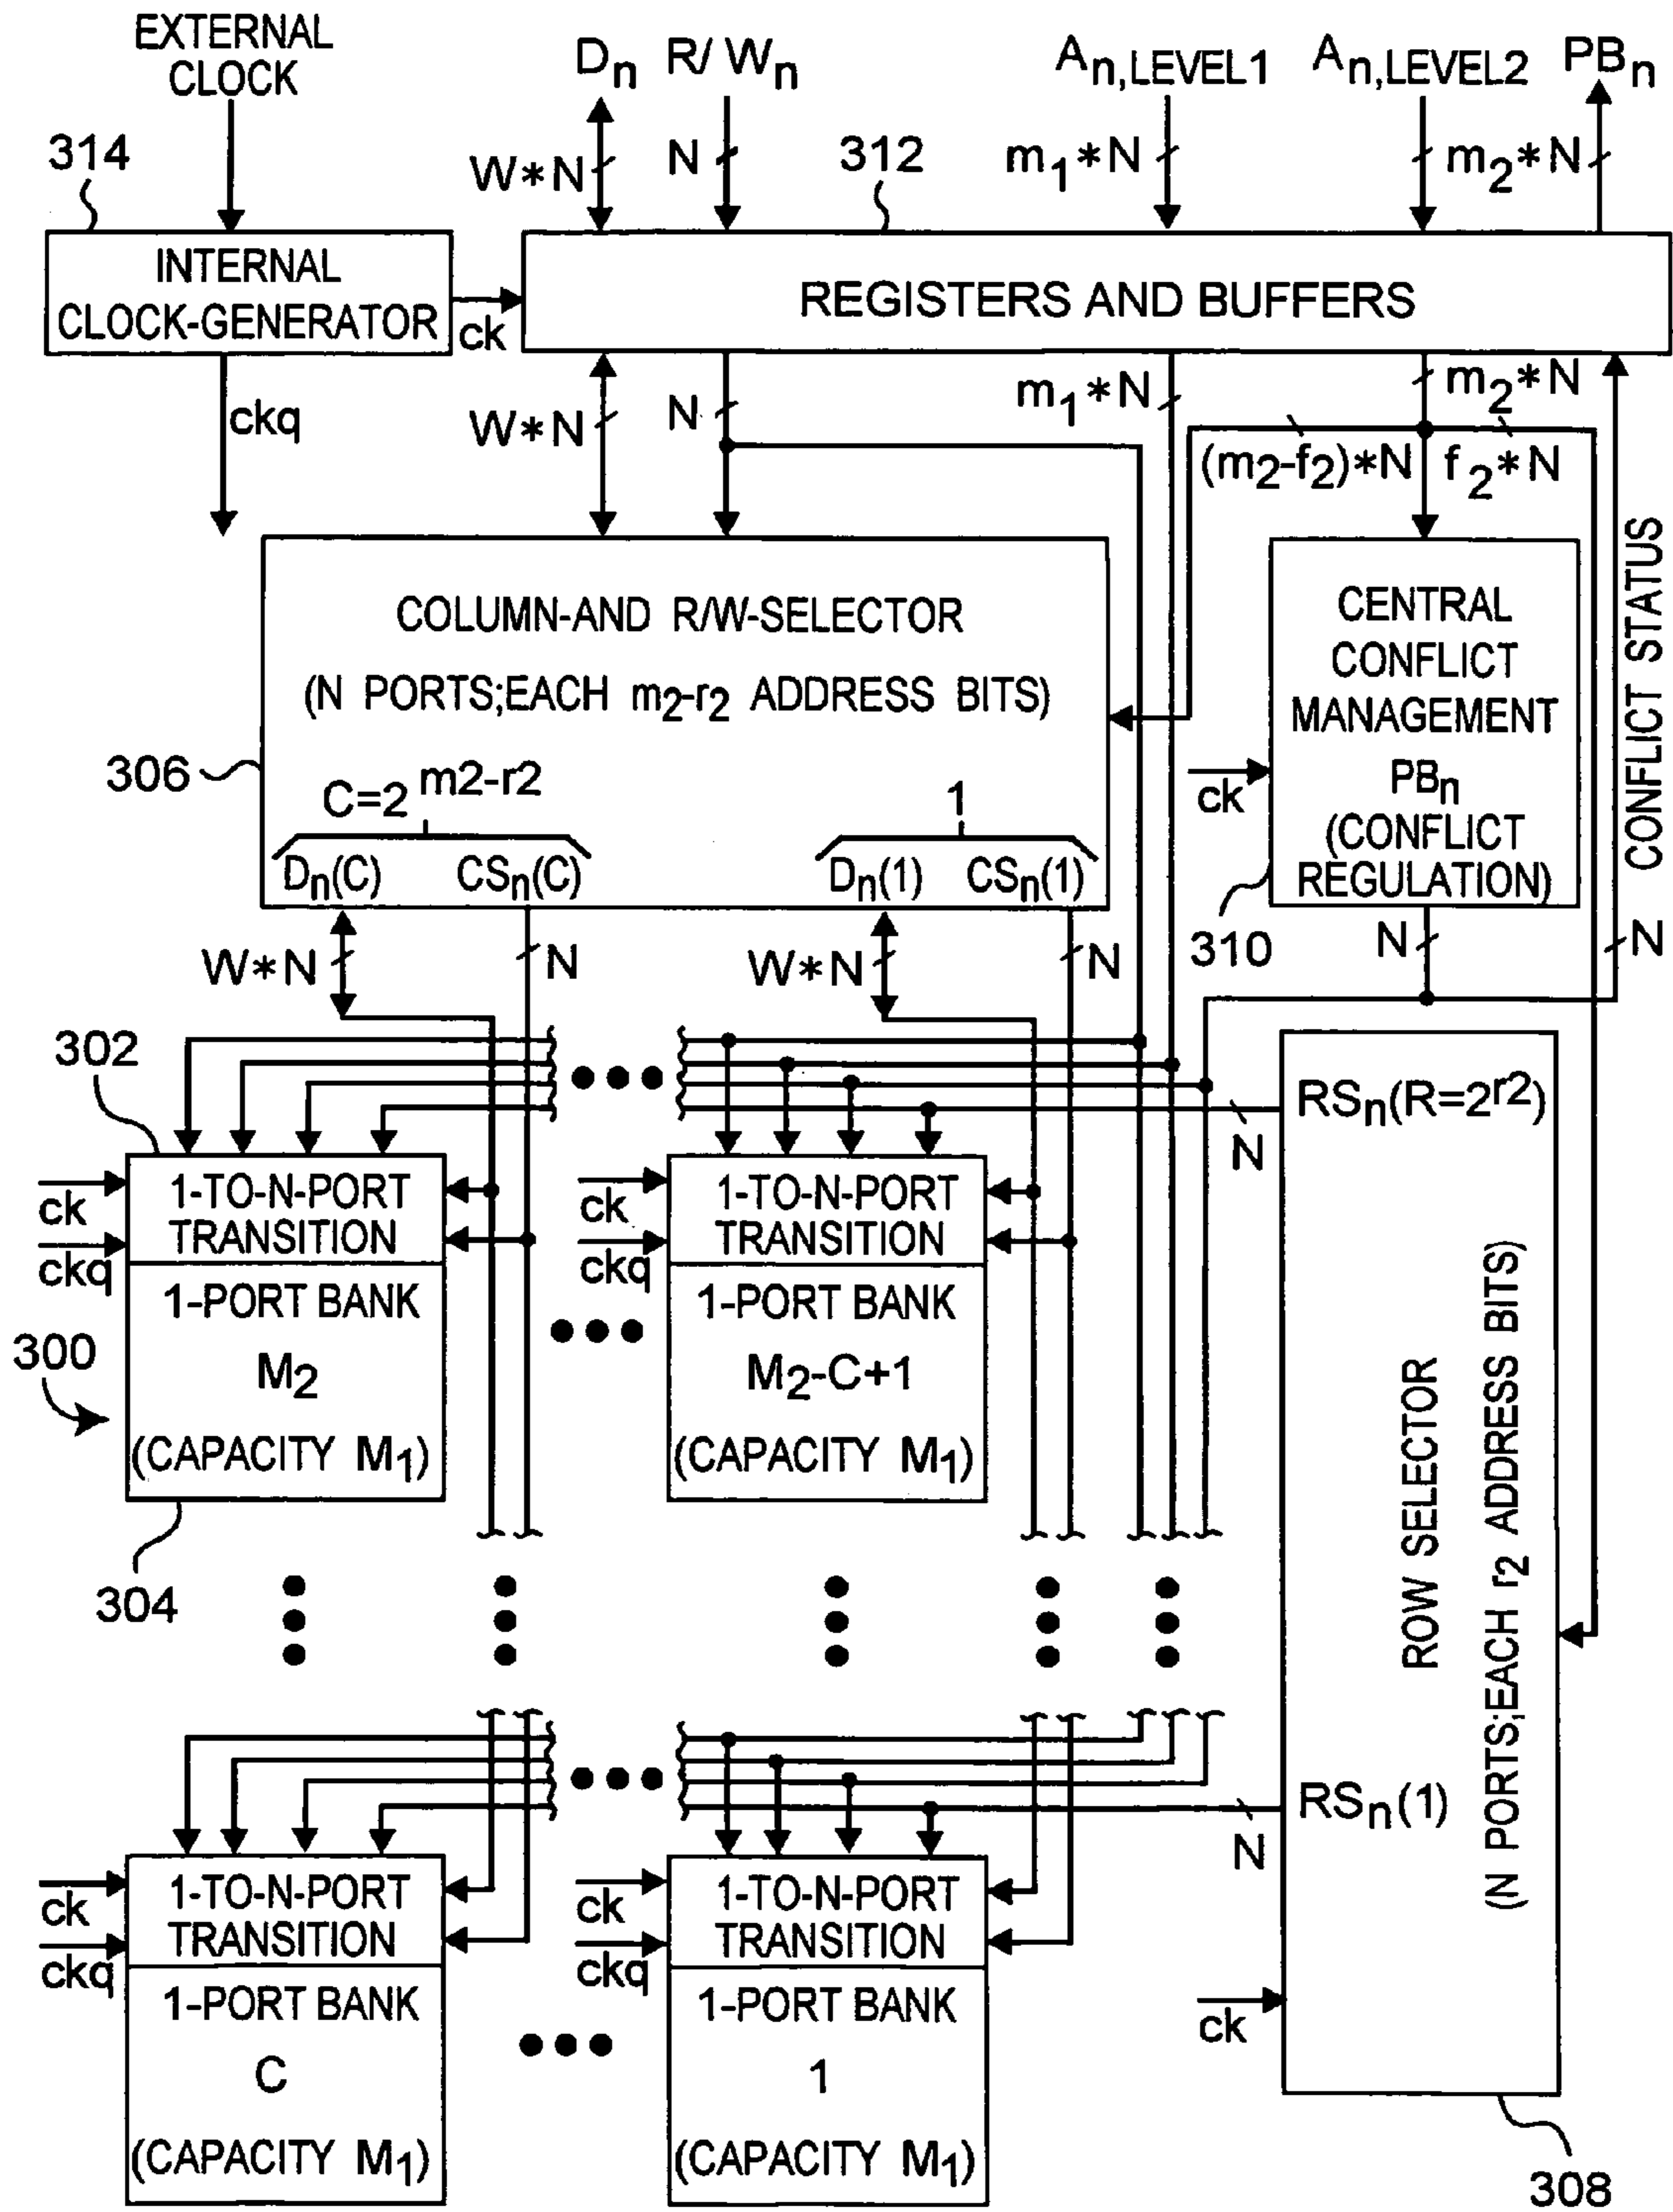 EXTERNAL
CLOCK
Dn R/Wn
An,LEVEL1
An,LEVEL2
PBn
314
W*N
N
312
m1*N
m2*N
INTERNAL
CLOCK-GENERATOR
ck
REGISTERS AND BUFFERS
ckq
W*N
N
m1*N
m2*N
(m2-f2)*N
f2*N
CONFLICT STATUS
COLUMN-AND R/W-SELECTOR
(N PORTS;EACH m2-r2 ADDRESS BITS)
306
C=2 m2-r2
1
Dn(C) CSn(C)
Dn(1) CSn(1)
CENTRAL
CONFLICT
MANAGEMENT
PBn
(CONFLICT
REGULATION)
ck
310
N
N
W*N
N
W*N
N
302
RSn(R=2r2)
N
1-TO-N-PORT
TRANSITION
ck
ckq
1-PORT BANK
M2
(CAPACITY M1)
300
304
1-TO-N-PORT
TRANSITION
ck
ckq
1-PORT BANK
M2-C+1
(CAPACITY M1)
ROW SELECTOR
(N PORTS;EACH r2 ADDRESS BITS)
RSn(1)
N
1-TO-N-PORT
TRANSITION
ck
ckq
1-PORT BANK
C
(CAPACITY M1)
1-TO-N-PORT
TRANSITION
ck
ckq
1-PORT BANK
1
(CAPACITY M1)
ck
308